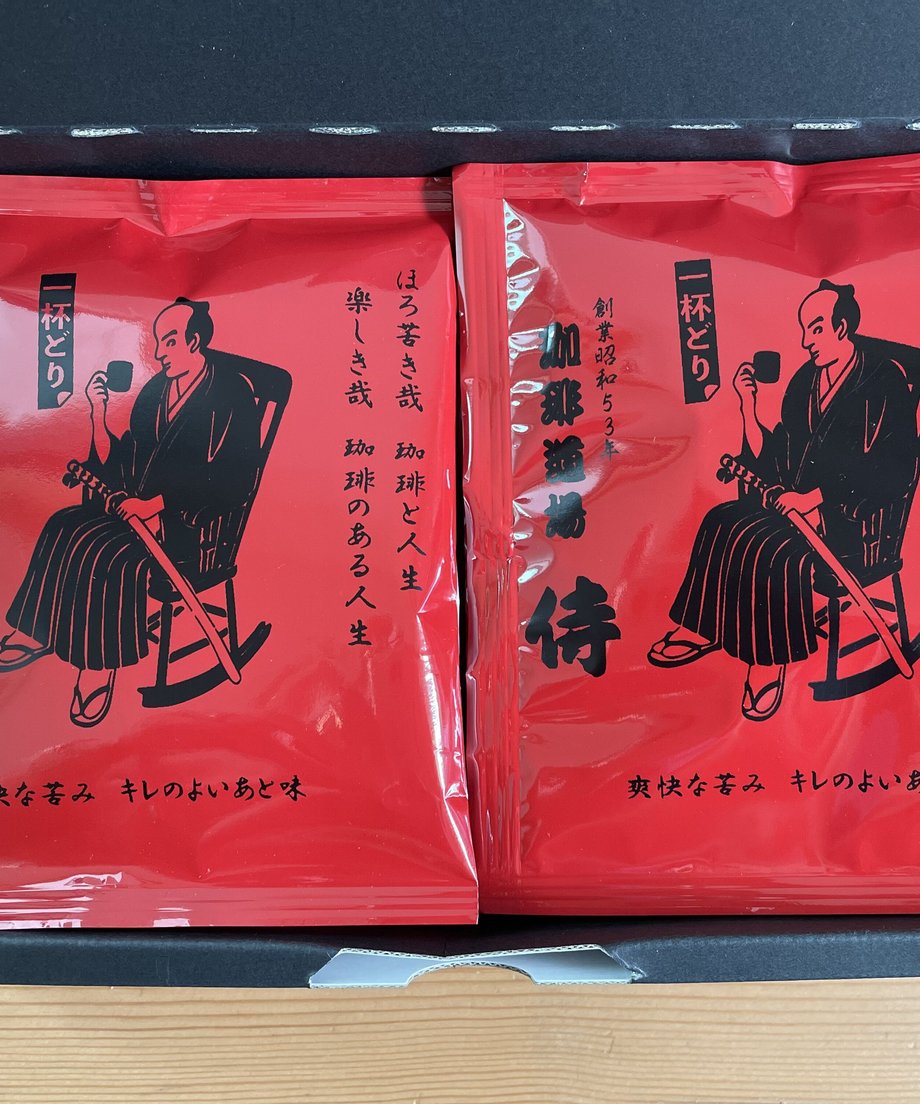 一杯どり
ほろ苦き哉 珈琲と人生
楽しき哉 珈琲のある人生
快な苦み キレのよいあと味
創業昭和53年
珈琲道場 侍
一杯どり
爽快な苦み キレのよいあ